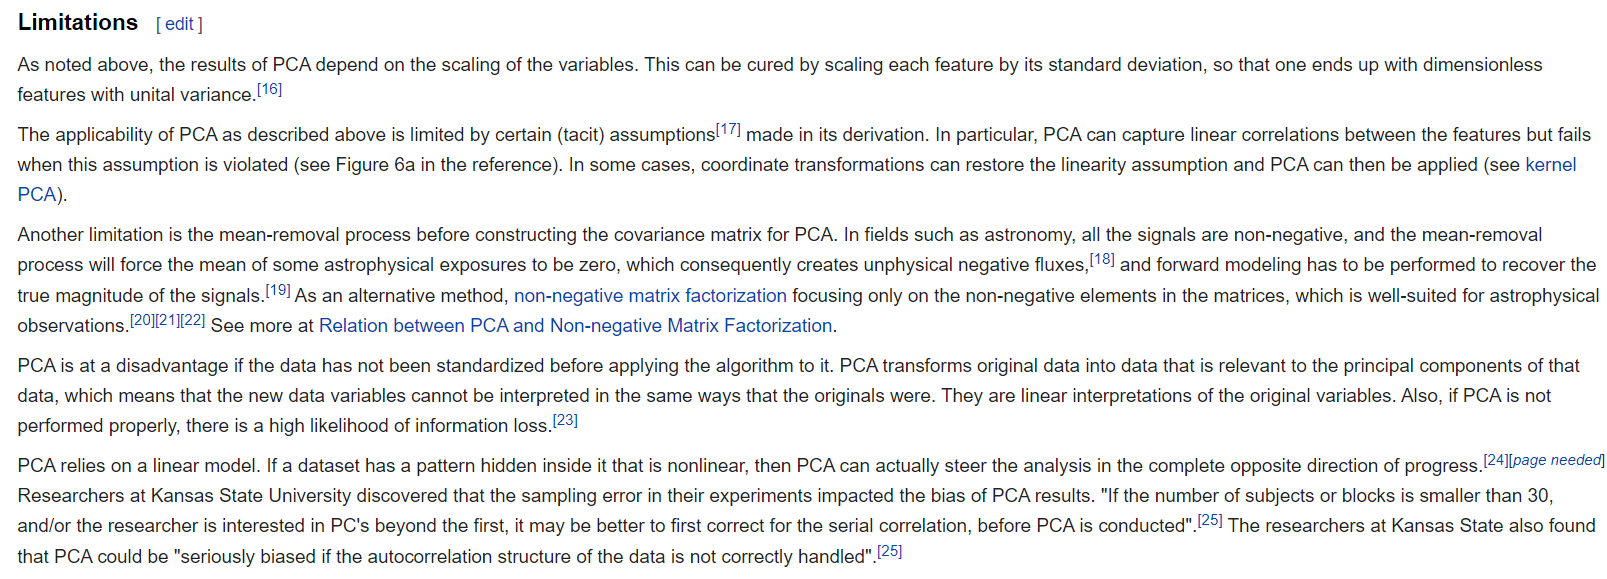 Limitations [ edit ]
As noted above, the results of PCA depend on the scaling of the variables. This can be cured by scaling each feature by its standard deviation, so that one ends up with dimensionless
features with unital variance.[16]
The applicability of PCA as described above is limited by certain (tacit) assumptions[17] made in its derivation. In particular, PCA can capture linear correlations between the features but fails
when this assumption is violated (see Figure 6a in the reference). In some cases, coordinate transformations can restore the linearity assumption and PCA can then be applied (see kernel
PCA).
Another limitation is the mean-removal process before constructing the covariance matrix for PCA. In fields such as astronomy, all the signals are non-negative, and the mean-removal
process will force the mean of some astrophysical exposures to be zero, which consequently creates unphysical negative fluxes,[18] and forward modeling has to be performed to recover the
true magnitude of the signals.[19] As an alternative method, non-negative matrix factorization focusing only on the non-negative elements in the matrices, which is well-suited for astrophysical
observations.[20][21][22] See more at Relation between PCA and Non-negative Matrix Factorization.
PCA is at a disadvantage if the data has not been standardized before applying the algorithm to it. PCA transforms original data into data that is relevant to the principal components of that
data, which means that the new data variables cannot be interpreted in the same ways that the originals were. They are linear interpretations of the original variables. Also, if PCA is not
performed properly, there is a high likelihood of information loss.[23]
PCA relies on a linear model. If a dataset has a pattern hidden inside it that is nonlinear, then PCA can actually steer the analysis in the complete opposite direction of progress.[24][page needed]
Researchers at Kansas State University discovered that the sampling error in their experiments impacted the bias of PCA results. "If the number of subjects or blocks is smaller than 30,
and/or the researcher is interested in PC's beyond the first, it may be better to first correct for the serial correlation, before PCA is conducted".[25] The researchers at Kansas State also found
that PCA could be "seriously biased if the autocorrelation structure of the data is not correctly handled".[25]